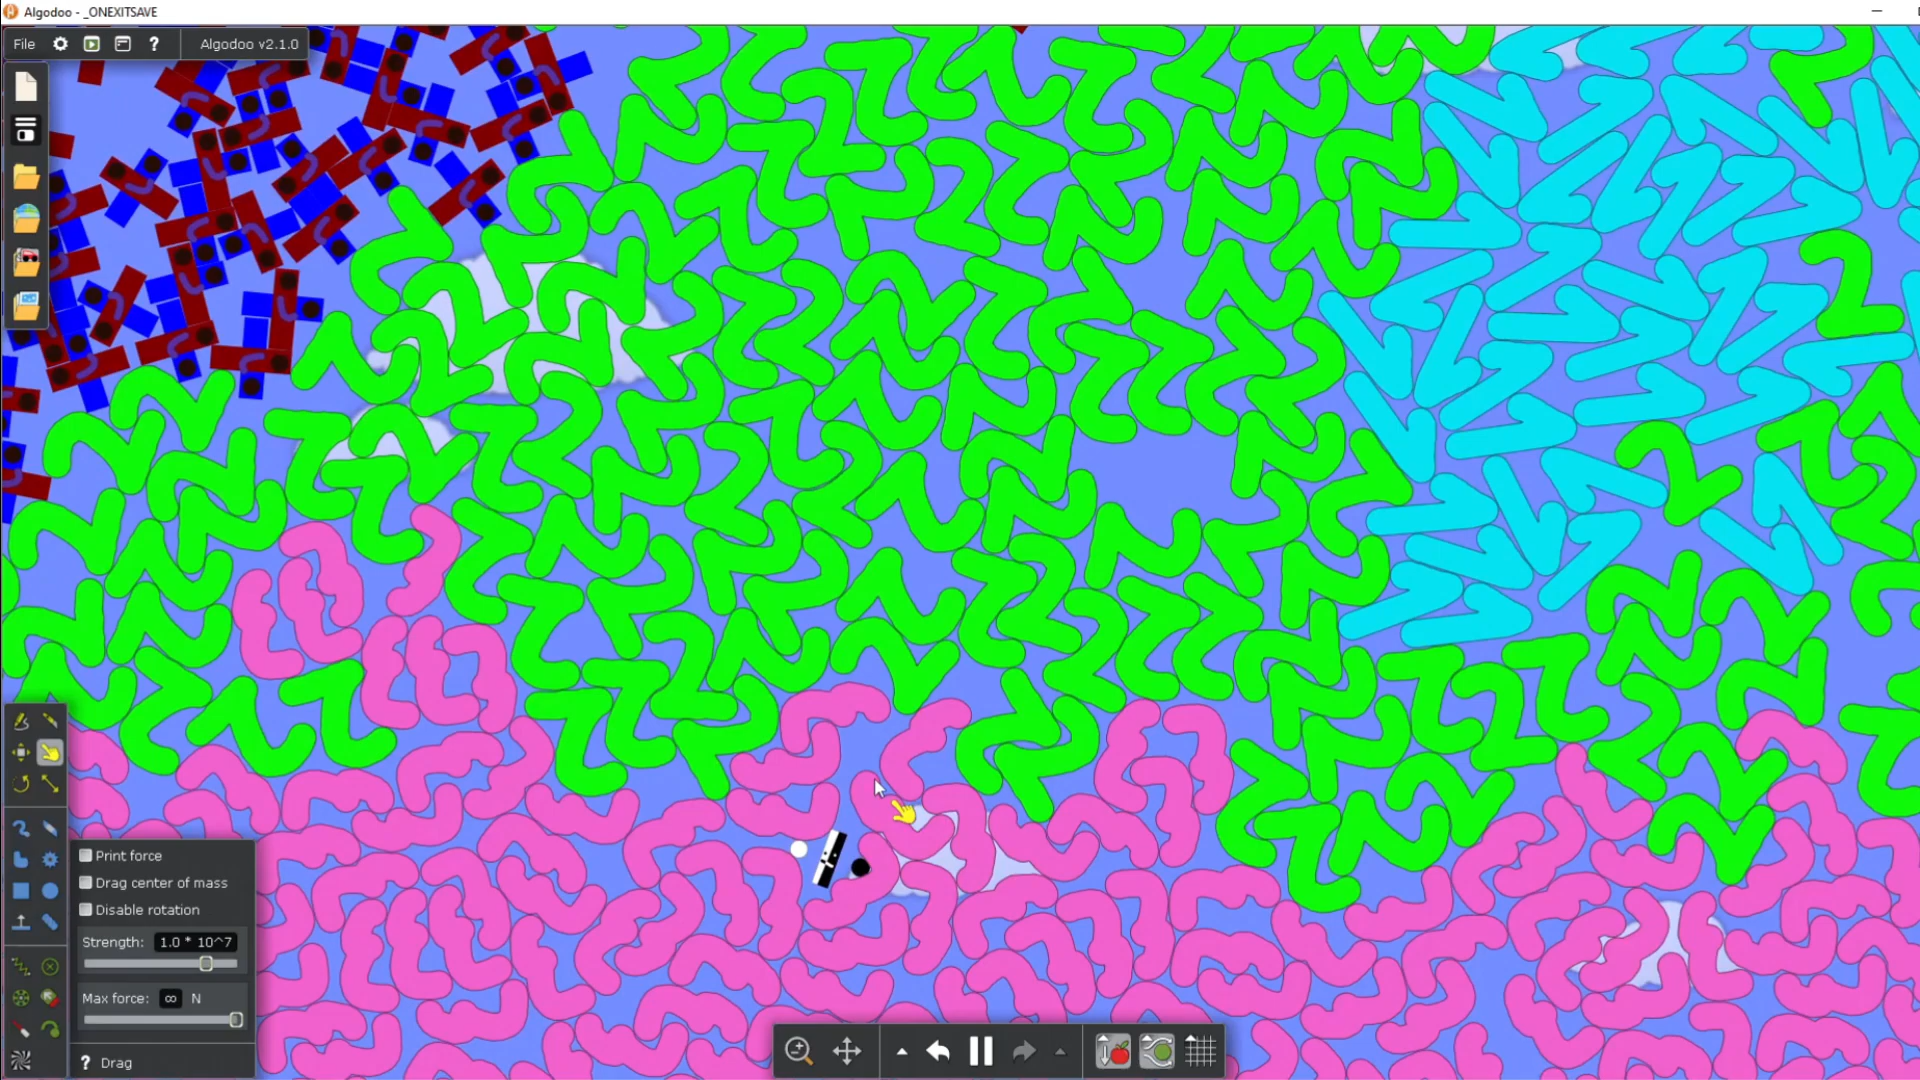 Algodoo - _ONEXITSAVE
File ? Algodoo v2.1.0
Print force
Drag center of mass
Disable rotation
Strength: 1.0 * 10^7
Max force: ∞ N
? Drag